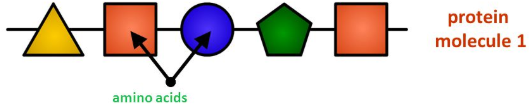 protein
molecule 1
amino acids